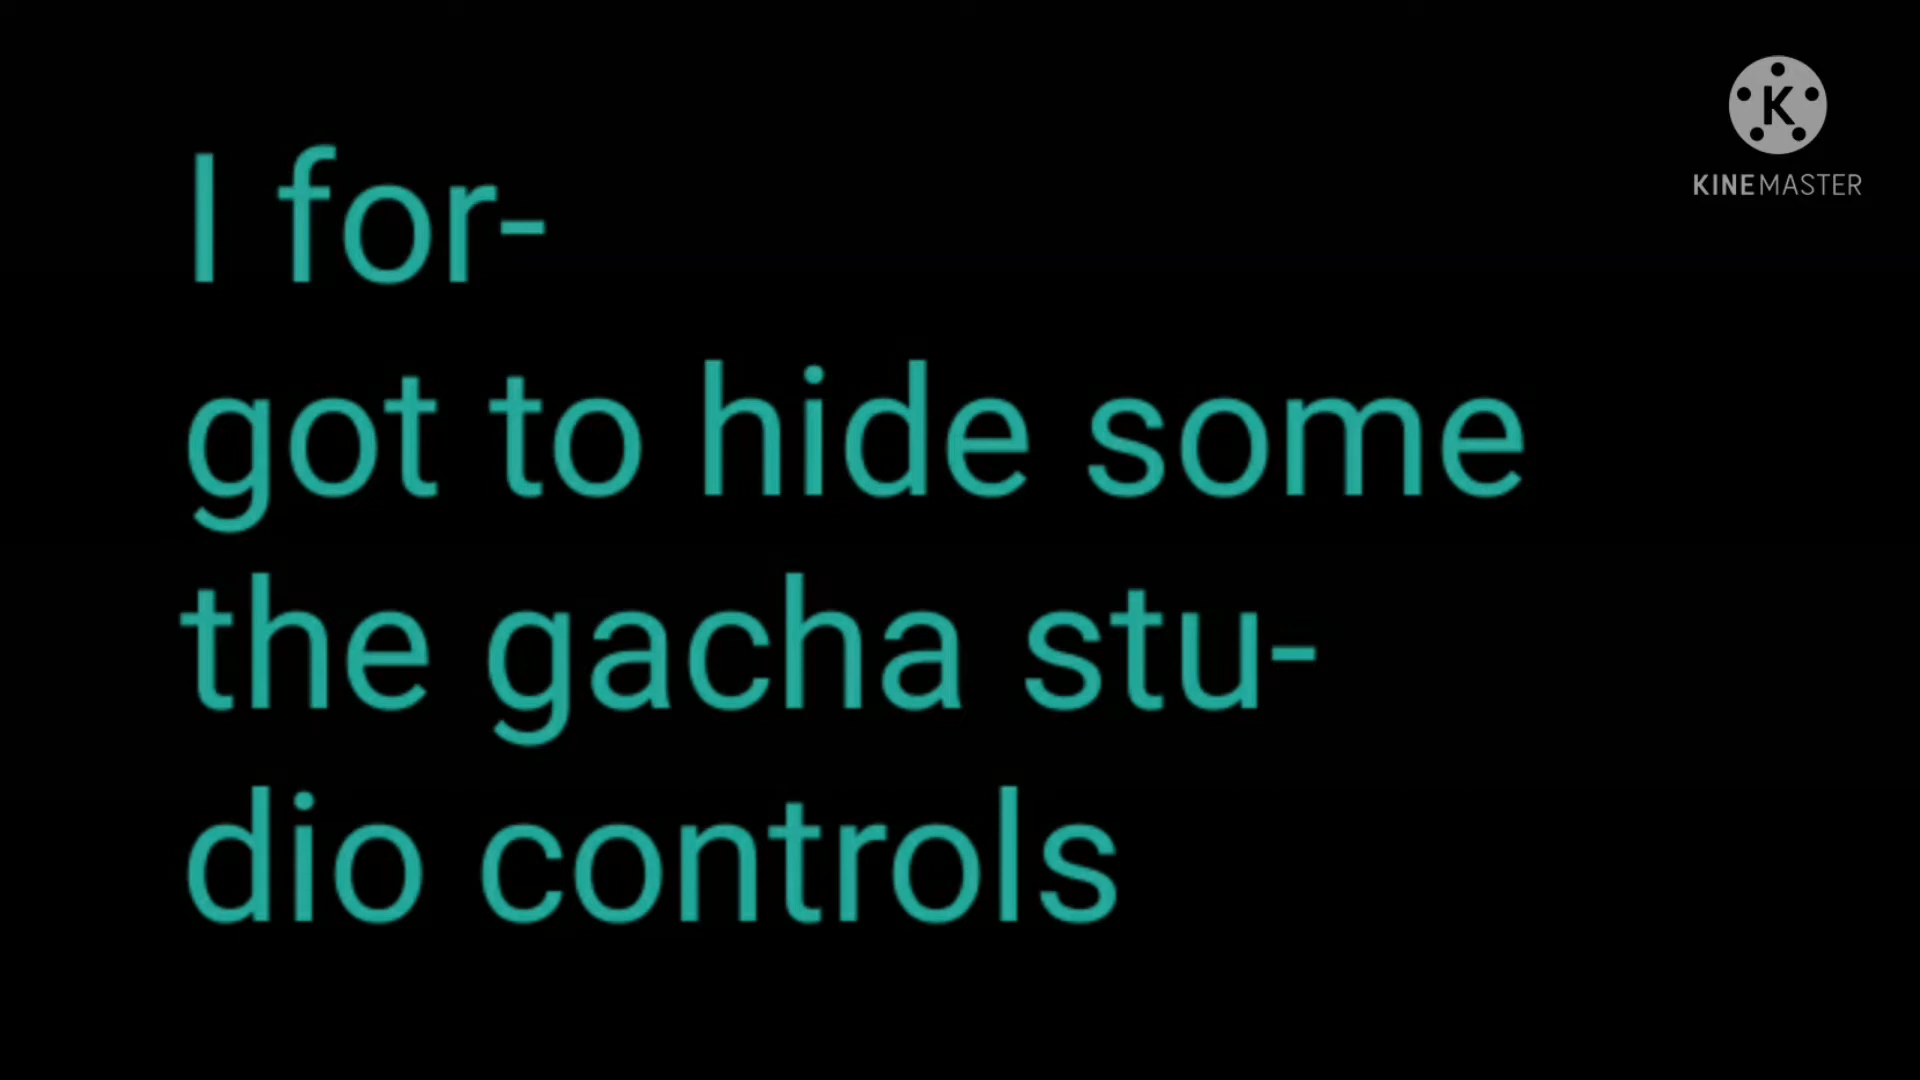 K
KINEMASTER
I for-
got to hide some
the gacha stu-
dio controls